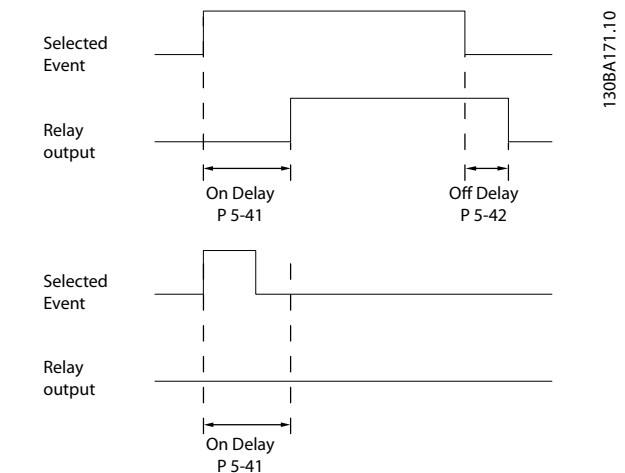 Selected
Event
130BA171.10
Relay
output
On Delay
P 5-41
Off Delay
P 5-42
Selected
Event
Relay
output
On Delay
P 5-41